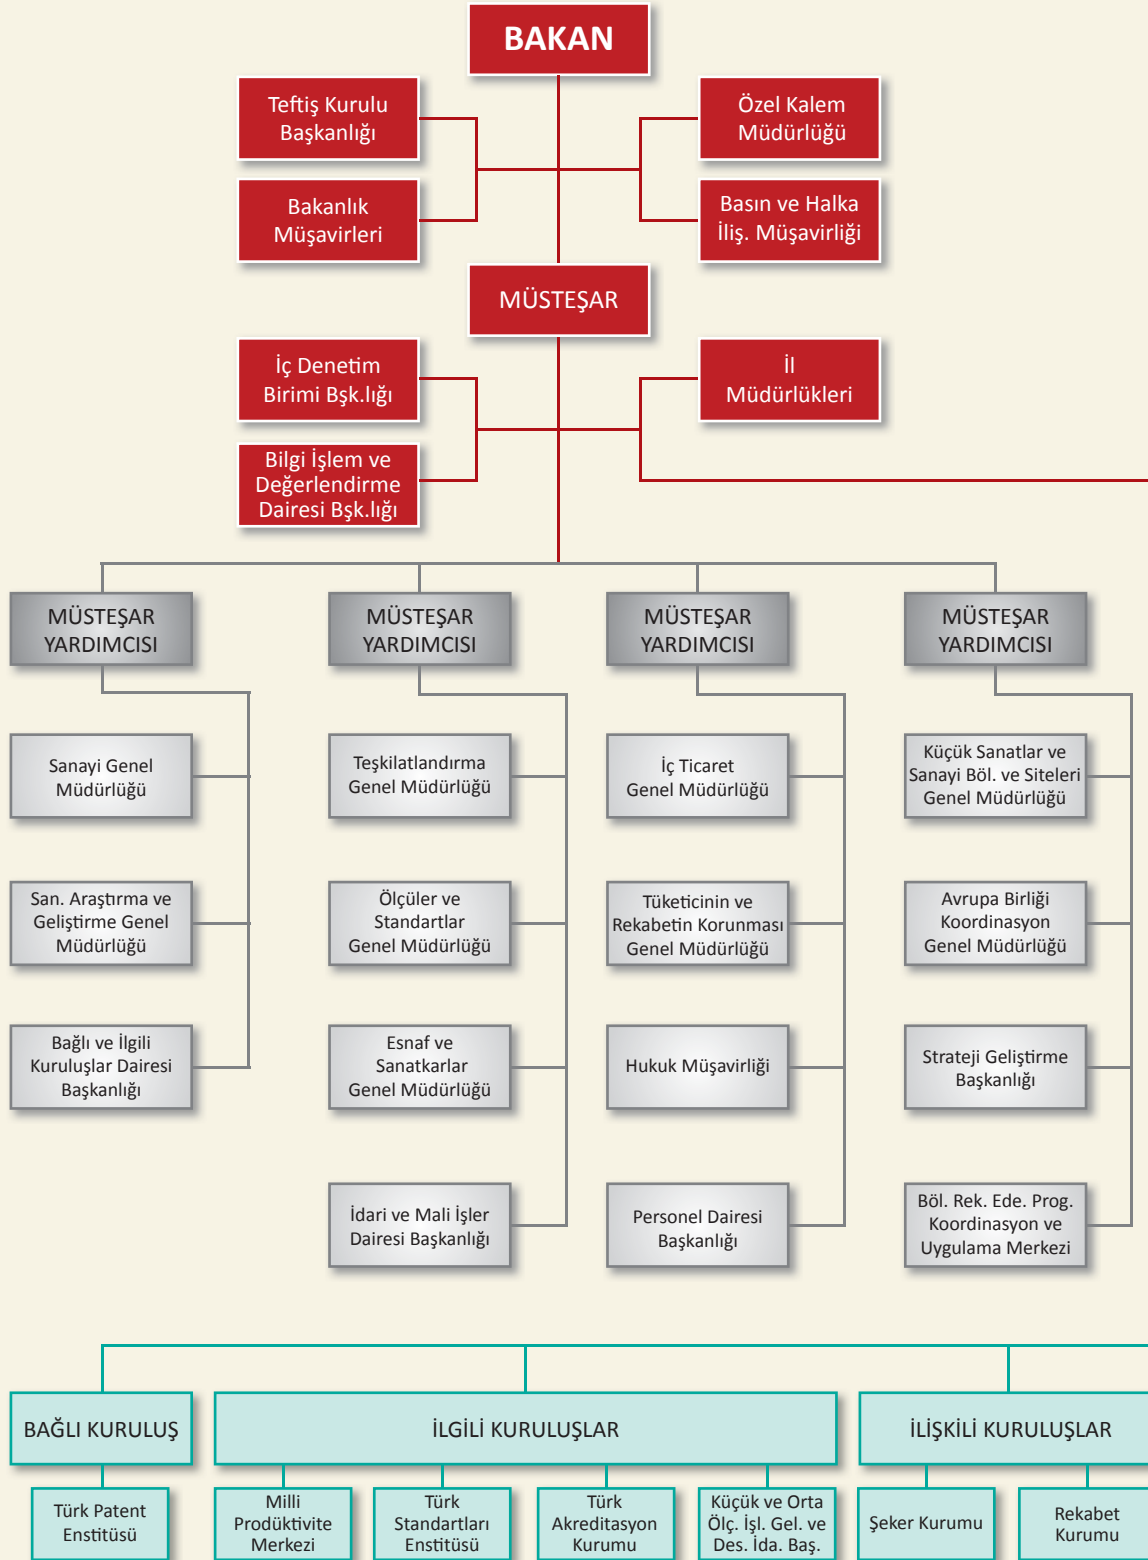 BAKAN
Teftiş Kurulu
Başkanlığı
Özel Kalem
Müdürlüğü
Bakanlık
Müşavirleri
Basın ve Halka
İliş. Müşavirliği
MÜSTEŞAR
İç Denetim
Birimi Bşk.lığı
İl
Müdürlükleri
Bilgi İşlem ve
Değerlendirme
Dairesi Bşk.lığı
MÜSTEŞAR
YARDIMCISI
MÜSTEŞAR
YARDIMCISI
MÜSTEŞAR
YARDIMCISI
MÜSTEŞAR
YARDIMCISI
Sanayi Genel
Müdürlüğü
Teşkilatlandırma
Genel Müdürlüğü
İç Ticaret
Genel Müdürlüğü
Küçük Sanatlar ve
Sanayi Böl. ve Siteleri
Genel Müdürlüğü
San. Araştırma ve
Geliştirme Genel
Müdürlüğü
Ölçüler ve
Standartlar
Genel Müdürlüğü
Tüketicinin ve
Rekabetin Korunması
Genel Müdürlüğü
Avrupa Birliği
Koordinasyon
Genel Müdürlüğü
Bağlı ve İlgili
Kuruluşlar Dairesi
Başkanlığı
Esnaf ve
Sanatkarlar
Genel Müdürlüğü
Hukuk Müşavirliği
Strateji Geliştirme
Başkanlığı
İdari ve Mali İşler
Dairesi Başkanlığı
Personel Dairesi
Başkanlığı
Böl. Rek. Ede. Prog.
Koordinasyon ve
Uygulama Merkezi
BAĞLI KURULUŞ
İLGİLİ KURULUŞLAR
İLİŞKİLİ KURULUŞLAR
Türk Patent
Enstitüsü
Milli
Prodüktivite
Merkezi
Türk
Standartları
Enstitüsü
Türk
Akreditasyon
Kurumu
Küçük ve Orta
Ölç. İşl. Gel. ve
Des. İda. Baş.
Şeker Kurumu
Rekabet
Kurumu